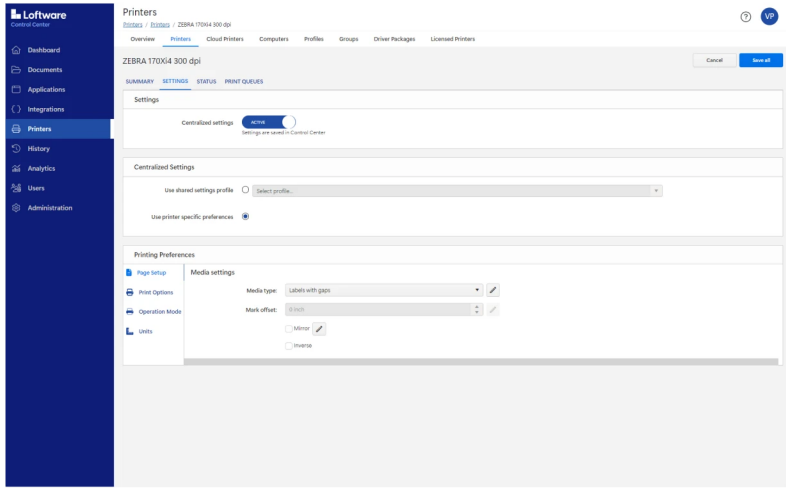 Loftware
Control Center
Dashboard
Documents
Applications
Integrations
Printers
History
Analytics
Users
Administration
Printers
Printers / Printers / ZEBRA 170Xi4 300 dpi
?
VP
Overview Printers Cloud Printers Computers Profiles Groups Driver Packages Licensed Printers
ZEBRA 170Xi4 300 dpi
Cancel Save all
SUMMARY SETTINGS STATUS PRINT QUEUES
Settings
Centralized settings ACTIVE
Settings are saved in Control Center
Centralized Settings
Use shared settings profile Select profile...
Use printer specific preferences
Printing Preferences
Page Setup
Print Options
Operation Mode
Units
Media settings
Media type: Labels with gaps
Mark offset: 0 inch
Mirror
Inverse